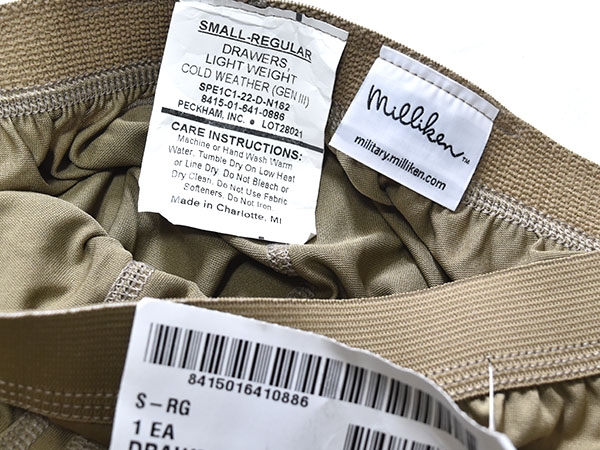 SMALL-REGULAR
DRAWERS,
LIGHT WEIGHT
COLD WEATHER (GEN III)
SPE1C1-22-D-N162
8415-01-641-0886
PECKHAM, INC. • LOT28021
CARE INSTRUCTIONS:
Machine or Hand Wash Warm
Water, Tumble Dry On Low Heat
or Line Dry. Do Not Bleach or
Dry Clean. Do Not Use Fabric
Softeners. Do Not Iron.
Made in Charlotte, MI
Milliken™
military.milliken.com
8415016410886
S-RG
1 EA